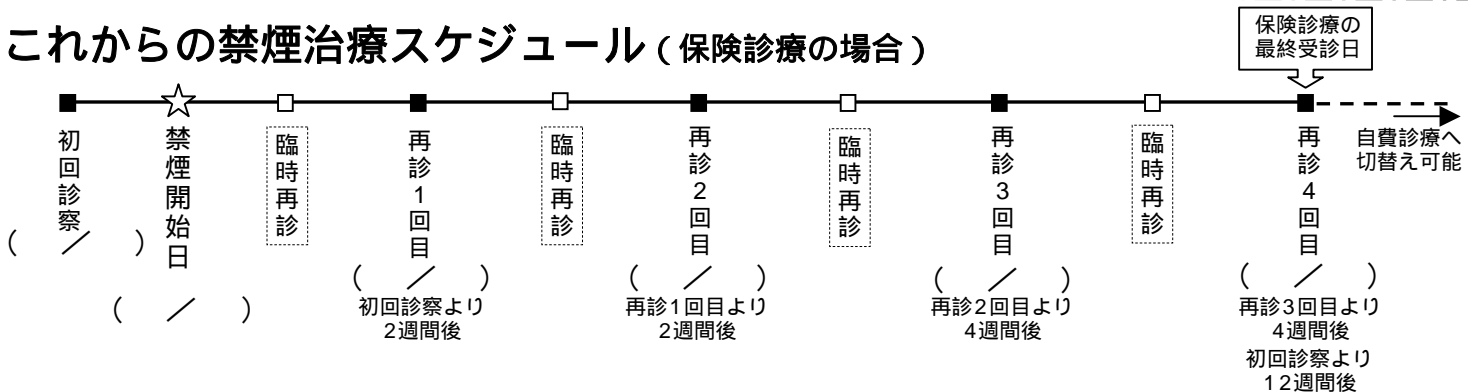 これからの禁煙治療スケジュール（保険診療の場合）
保険診療の
最終受診日
初回診察
（　／　）
禁煙開始日
（　／　）
臨時再診
再診1回目
（　／　）
初回診察より
2週間後
臨時再診
再診2回目
（　／　）
再診1回目より
2週間後
臨時再診
再診3回目
（　／　）
再診2回目より
4週間後
臨時再診
再診4回目
（　／　）
再診3回目より
4週間後
初回診察より
12週間後
自費診療へ
切替え可能